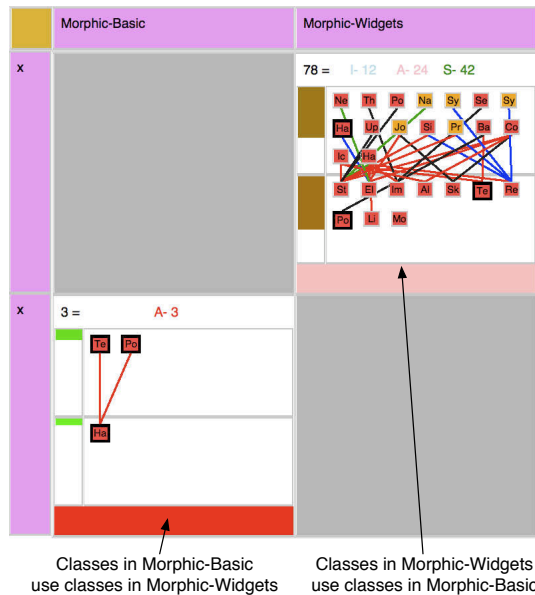 Morphic-Basic Morphic-Widgets
x 78 = I- 12 A- 24 S- 42
Ne Th Po Na Sy Se Sy
Ha Up Jo Si Pr Ba Co
Ic Ha
St El Im Al Sk Te Re
Po Li Mo
x 3 = A- 3
Te Po
Ha
Classes in Morphic-Basic
use classes in Morphic-Widgets
Classes in Morphic-Widgets
use classes in Morphic-Basic